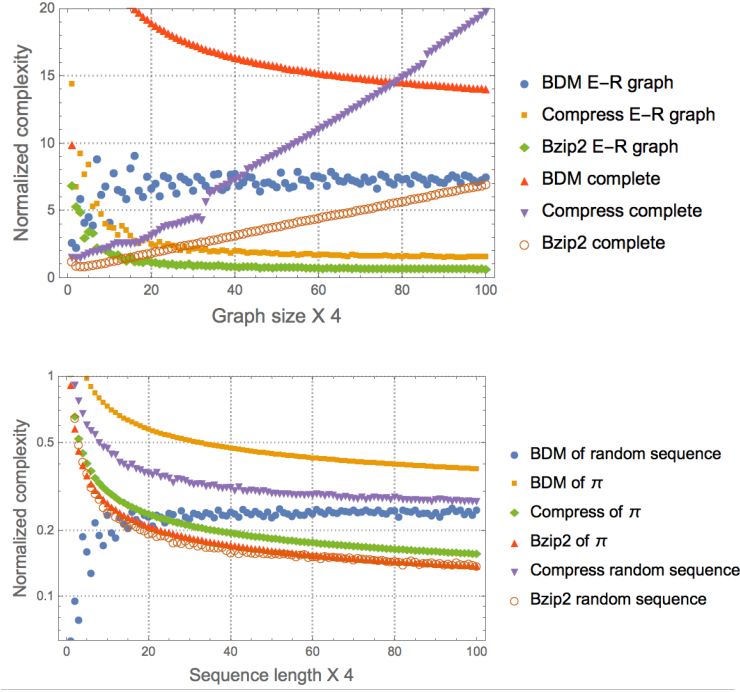 20
15
10
5
0
Normalized complexity
0
20
40
60
80
100
Graph size X 4
BDM E-R graph
Compress E-R graph
Bzip2 E-R graph
BDM complete
Compress complete
Bzip2 complete
1
0.5
0.2
0.1
Normalized complexity
0
20
40
60
80
100
Sequence length X 4
BDM of random sequence
BDM of π
Compress of π
Bzip2 of π
Compress random sequence
Bzip2 random sequence